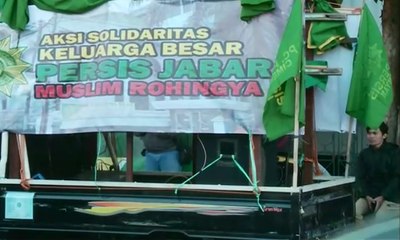 AKSI SOLIDARITAS
KELUARGA BESAR
PERSIS JABAR
MUSLIM ROHINGYA